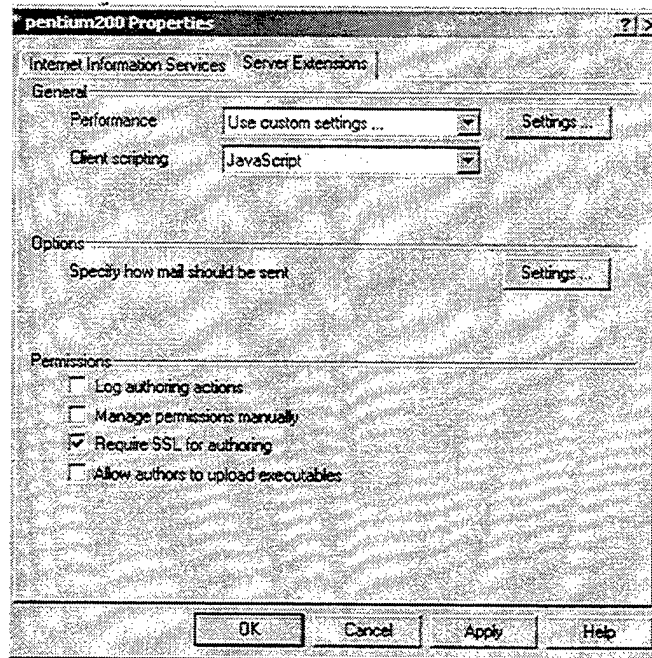 * pentium200 Properties
Internet Information Services Server Extensions
General
Performance Use custom settings ... Settings ...
Client scripting JavaScript
Options
Specify how mail should be sent Settings ...
Permissions
Log authoring actions
Manage permissions manually
Require SSL for authoring
Allow authors to upload executables
OK Cancel Apply Help